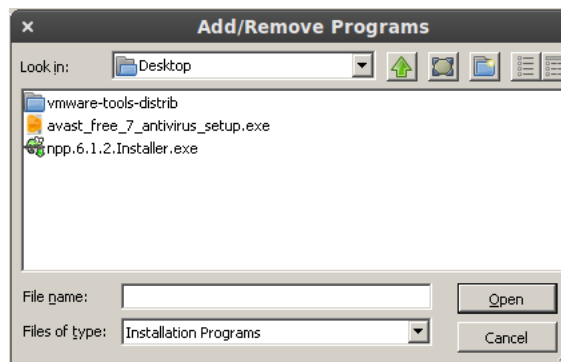 Add/Remove Programs
Look in: Desktop
vmware-tools-distrib
avast_free_7_antivirus_setup.exe
npp.6.1.2.Installer.exe
File name: Open
Files of type: Installation Programs Cancel